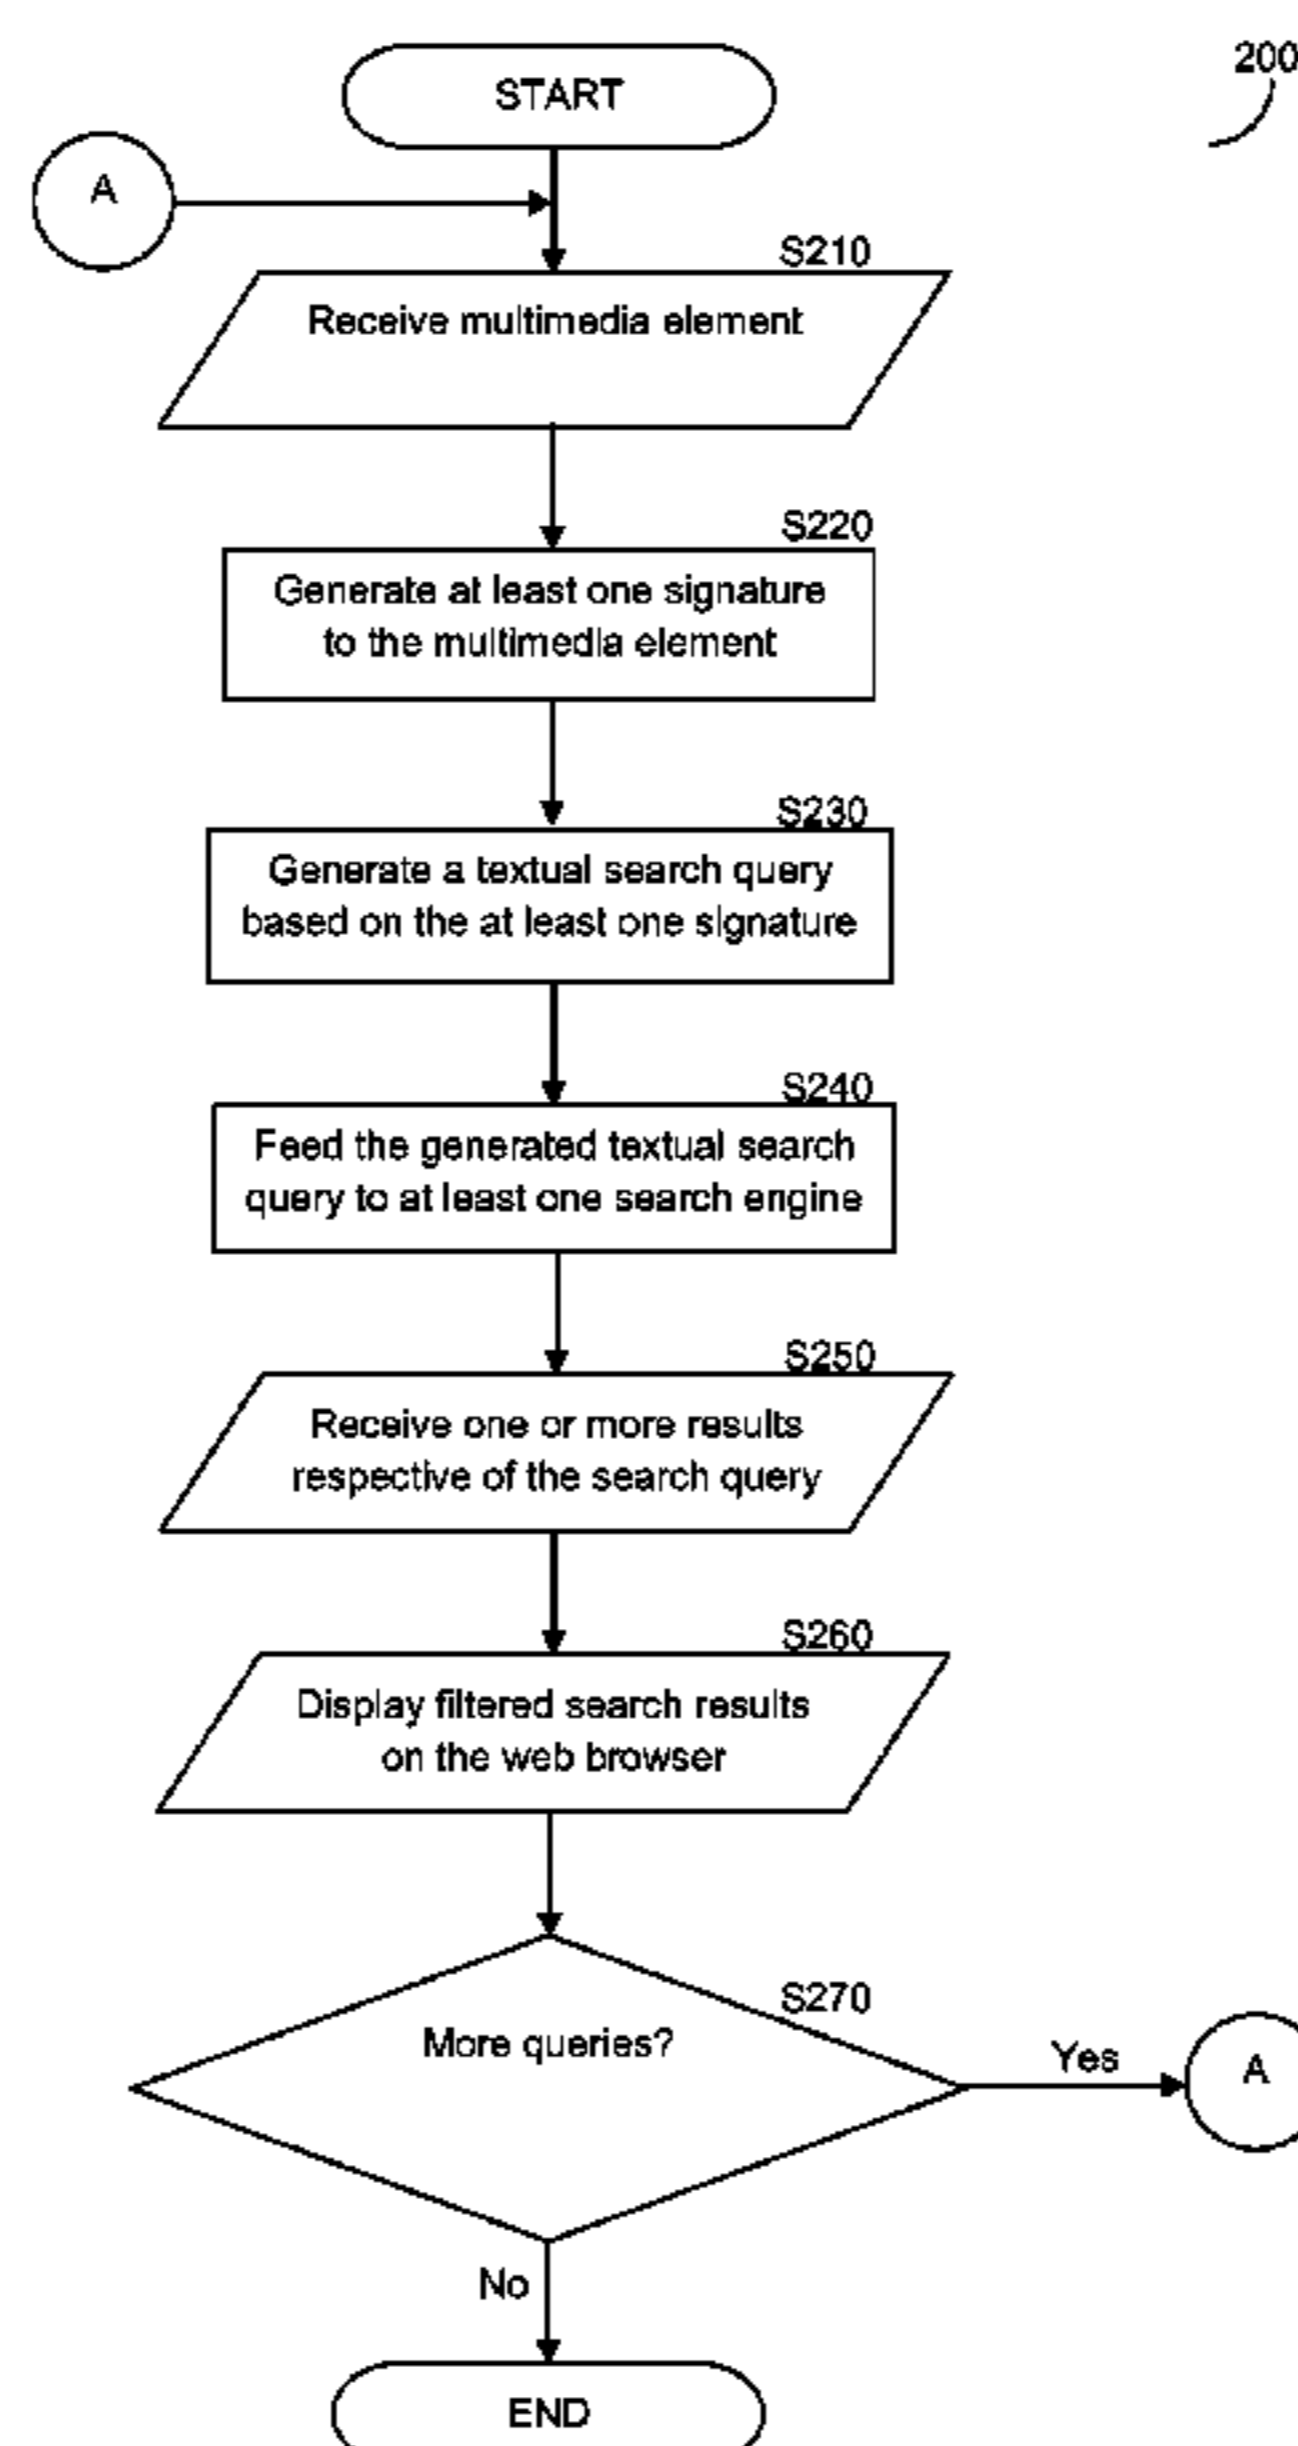 START
200
A
S210
Receive multimedia element
S220
Generate at least one signature
to the multimedia element
S230
Generate a textual search query
based on the at least one signature
S240
Feed the generated textual search
query to at least one search engine
S250
Receive one or more results
respective of the search query
S260
Display filtered search results
on the web browser
S270
More queries?
Yes
A
No
END